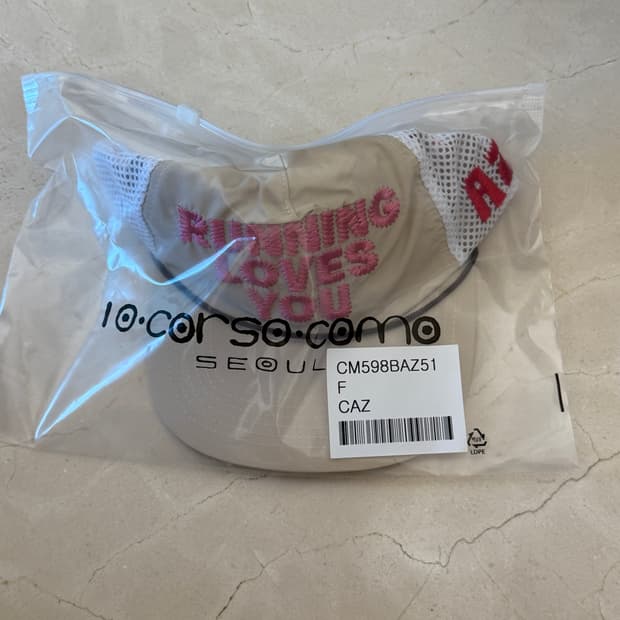 RUNNING
LOVES
YOU
10·corso·como
SEOUL
CM598BAZ51
F
CAZ
LDPE